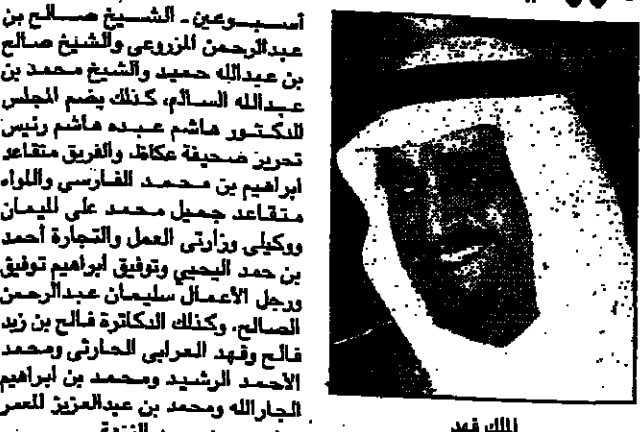 أسبوعين - الشيخ صالح بن
عبدالرحمن المزروعي والشيخ صالح
بن عبدالله حميد والشيخ محمد بن
عبدالله السالم، كذلك يضم المجلس
الدكتور هاشم عبده هاشم رئيس
تحرير صحيفة عكاظ، والفريق متقاعد
ابراهيم بن محمد الفارسي واللواء
متقاعد جميل محمد علي الميمان
ووكيلي وزارتي العمل والتجارة أحمد
بن حمد اليحيي وتوفيق ابراهيم توفيق
ورجل الأعمال سليمان عبدالرحمن
الصالح، وكذلك الدكاترة فالح بن زيد
فالح وفهد العرابي الحارثي ومحمد
الأحمد الرشيد ومحمد بن ابراهيم
الجارالله ومحمد بن عبدالعزيز المعمر
الملك فهد